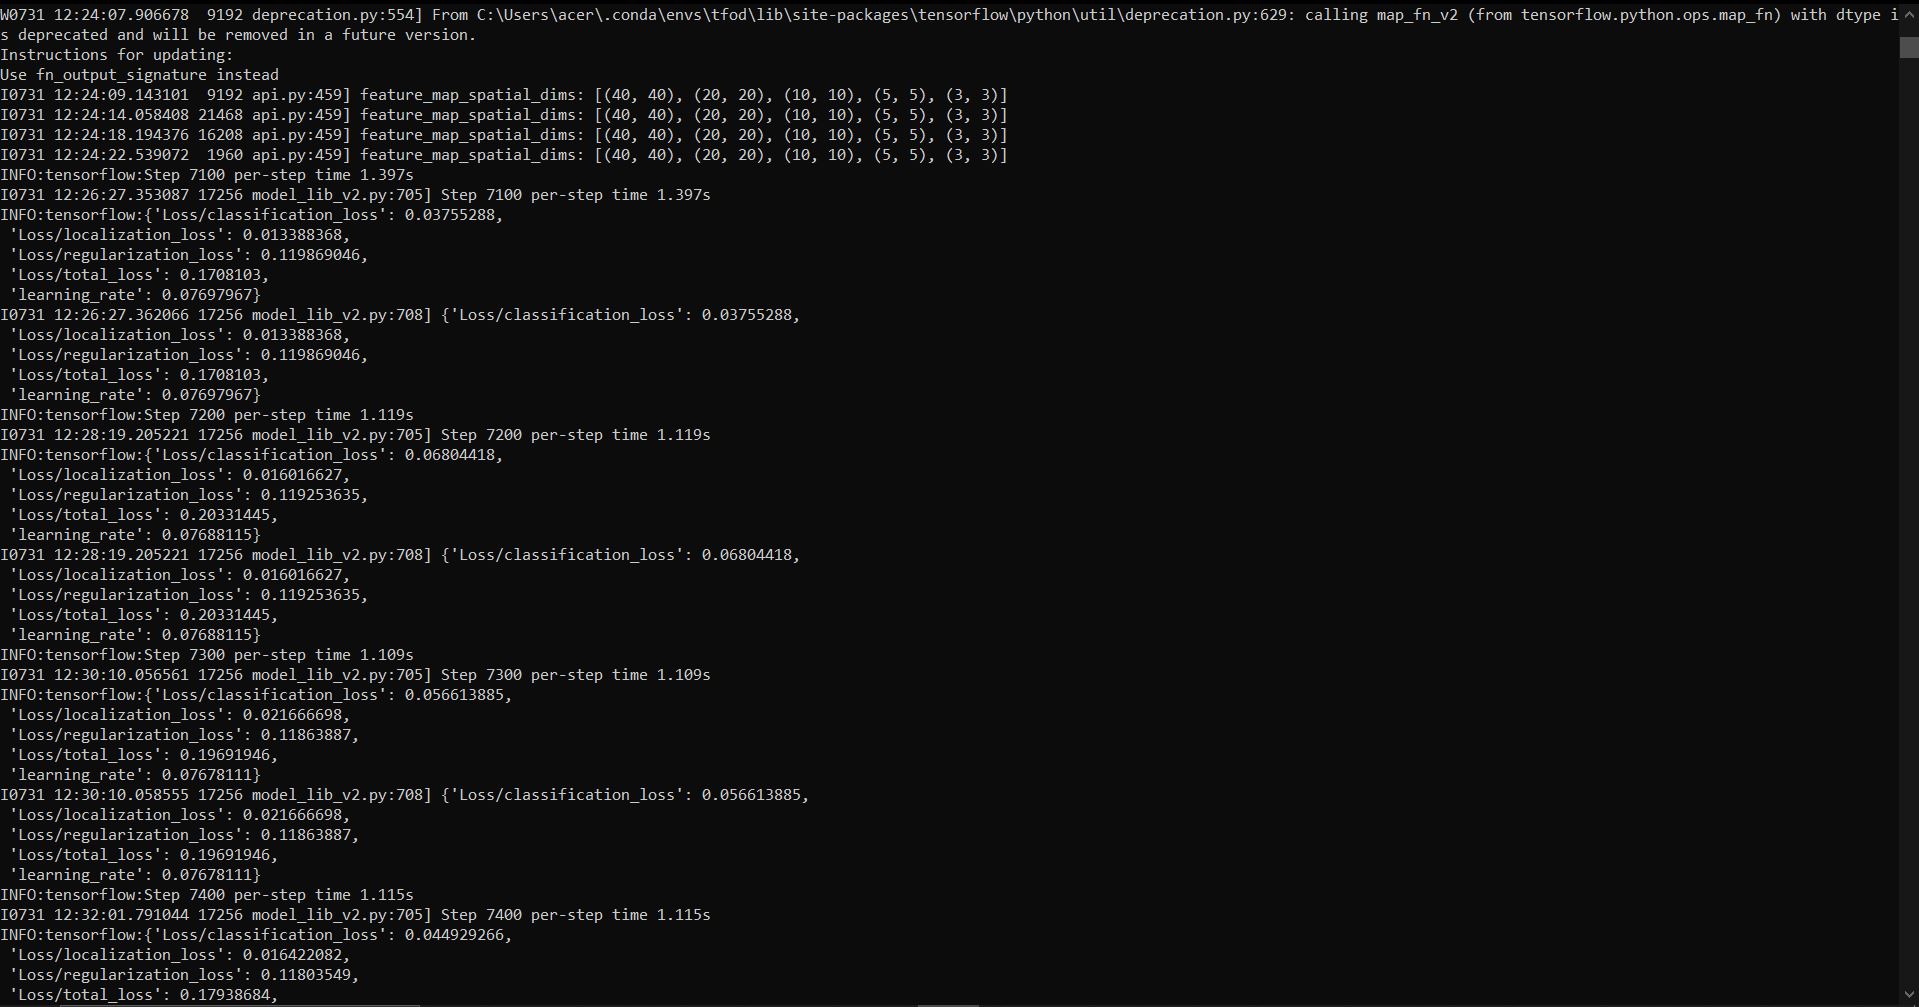 W0731 12:24:07.906678  9192 deprecation.py:554] From C:\Users\acer\.conda\envs\tfod\lib\site-packages\tensorflow\python\util\deprecation.py:629: calling map_fn_v2 (from tensorflow.python.ops.map_fn) with dtype i
s deprecated and will be removed in a future version.
Instructions for updating:
Use fn_output_signature instead
I0731 12:24:09.143101  9192 api.py:459] feature_map_spatial_dims: [(40, 40), (20, 20), (10, 10), (5, 5), (3, 3)]
I0731 12:24:14.058408 21468 api.py:459] feature_map_spatial_dims: [(40, 40), (20, 20), (10, 10), (5, 5), (3, 3)]
I0731 12:24:18.194376 16208 api.py:459] feature_map_spatial_dims: [(40, 40), (20, 20), (10, 10), (5, 5), (3, 3)]
I0731 12:24:22.539072  1960 api.py:459] feature_map_spatial_dims: [(40, 40), (20, 20), (10, 10), (5, 5), (3, 3)]
INFO:tensorflow:Step 7100 per-step time 1.397s
I0731 12:26:27.353087 17256 model_lib_v2.py:705] Step 7100 per-step time 1.397s
INFO:tensorflow:{'Loss/classification_loss': 0.03755288,
 'Loss/localization_loss': 0.013388368,
 'Loss/regularization_loss': 0.119869046,
 'Loss/total_loss': 0.1708103,
 'learning_rate': 0.07697967}
I0731 12:26:27.362066 17256 model_lib_v2.py:708] {'Loss/classification_loss': 0.03755288,
 'Loss/localization_loss': 0.013388368,
 'Loss/regularization_loss': 0.119869046,
 'Loss/total_loss': 0.1708103,
 'learning_rate': 0.07697967}
INFO:tensorflow:Step 7200 per-step time 1.119s
I0731 12:28:19.205221 17256 model_lib_v2.py:705] Step 7200 per-step time 1.119s
INFO:tensorflow:{'Loss/classification_loss': 0.06804418,
 'Loss/localization_loss': 0.016016627,
 'Loss/regularization_loss': 0.119253635,
 'Loss/total_loss': 0.20331445,
 'learning_rate': 0.07688115}
I0731 12:28:19.205221 17256 model_lib_v2.py:708] {'Loss/classification_loss': 0.06804418,
 'Loss/localization_loss': 0.016016627,
 'Loss/regularization_loss': 0.119253635,
 'Loss/total_loss': 0.20331445,
 'learning_rate': 0.07688115}
INFO:tensorflow:Step 7300 per-step time 1.109s
I0731 12:30:10.056561 17256 model_lib_v2.py:705] Step 7300 per-step time 1.109s
INFO:tensorflow:{'Loss/classification_loss': 0.056613885,
 'Loss/localization_loss': 0.021666698,
 'Loss/regularization_loss': 0.11863887,
 'Loss/total_loss': 0.19691946,
 'learning_rate': 0.07678111}
I0731 12:30:10.058555 17256 model_lib_v2.py:708] {'Loss/classification_loss': 0.056613885,
 'Loss/localization_loss': 0.021666698,
 'Loss/regularization_loss': 0.11863887,
 'Loss/total_loss': 0.19691946,
 'learning_rate': 0.07678111}
INFO:tensorflow:Step 7400 per-step time 1.115s
I0731 12:32:01.791044 17256 model_lib_v2.py:705] Step 7400 per-step time 1.115s
INFO:tensorflow:{'Loss/classification_loss': 0.044929266,
 'Loss/localization_loss': 0.016422082,
 'Loss/regularization_loss': 0.11803549,
 'Loss/total_loss': 0.17938684,